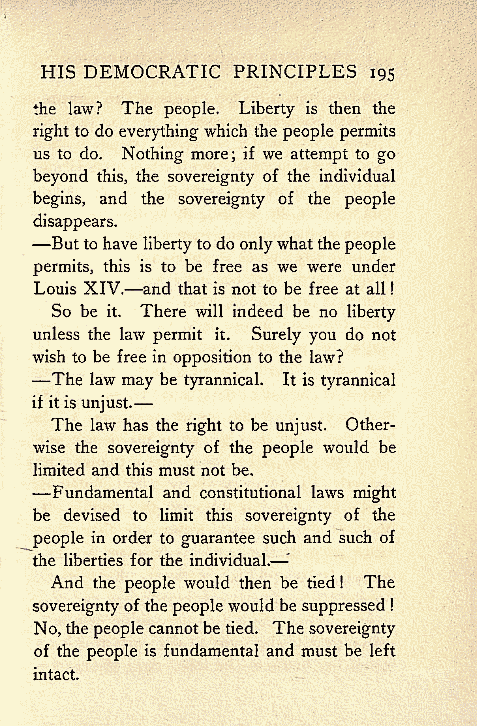 HIS DEMOCRATIC PRINCIPLES 195
the law? The people. Liberty is then the
right to do everything which the people permits
us to do. Nothing more; if we attempt to go
beyond this, the sovereignty of the individual
begins, and the sovereignty of the people
disappears.
—But to have liberty to do only what the people
permits, this is to be free as we were under
Louis XIV.—and that is not to be free at all!
So be it. There will indeed be no liberty
unless the law permit it. Surely you do not
wish to be free in opposition to the law?
—The law may be tyrannical. It is tyrannical
if it is unjust.—
The law has the right to be unjust. Other-
wise the sovereignty of the people would be
limited and this must not be.
—Fundamental and constitutional laws might
be devised to limit this sovereignty of the
people in order to guarantee such and such of
the liberties for the individual.—
And the people would then be tied! The
sovereignty of the people would be suppressed!
No, the people cannot be tied. The sovereignty
of the people is fundamental and must be left
intact.